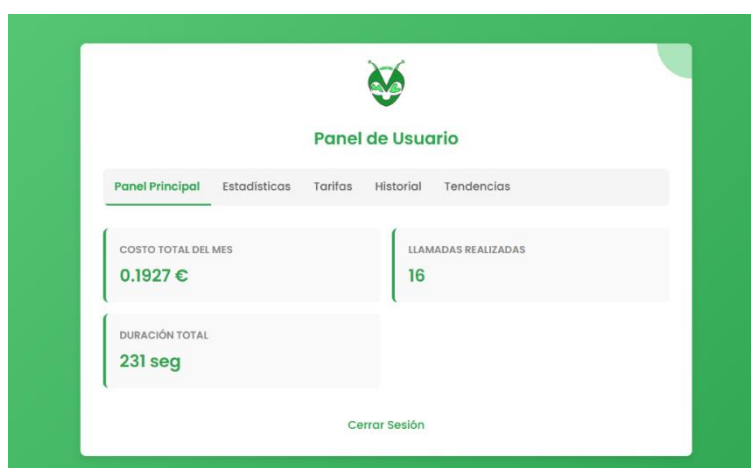 Panel de Usuario
Panel Principal Estadísticas Tarifas Historial Tendencias
COSTO TOTAL DEL MES
0.1927 €
LLAMADAS REALIZADAS
16
DURACIÓN TOTAL
231 seg
Cerrar Sesión